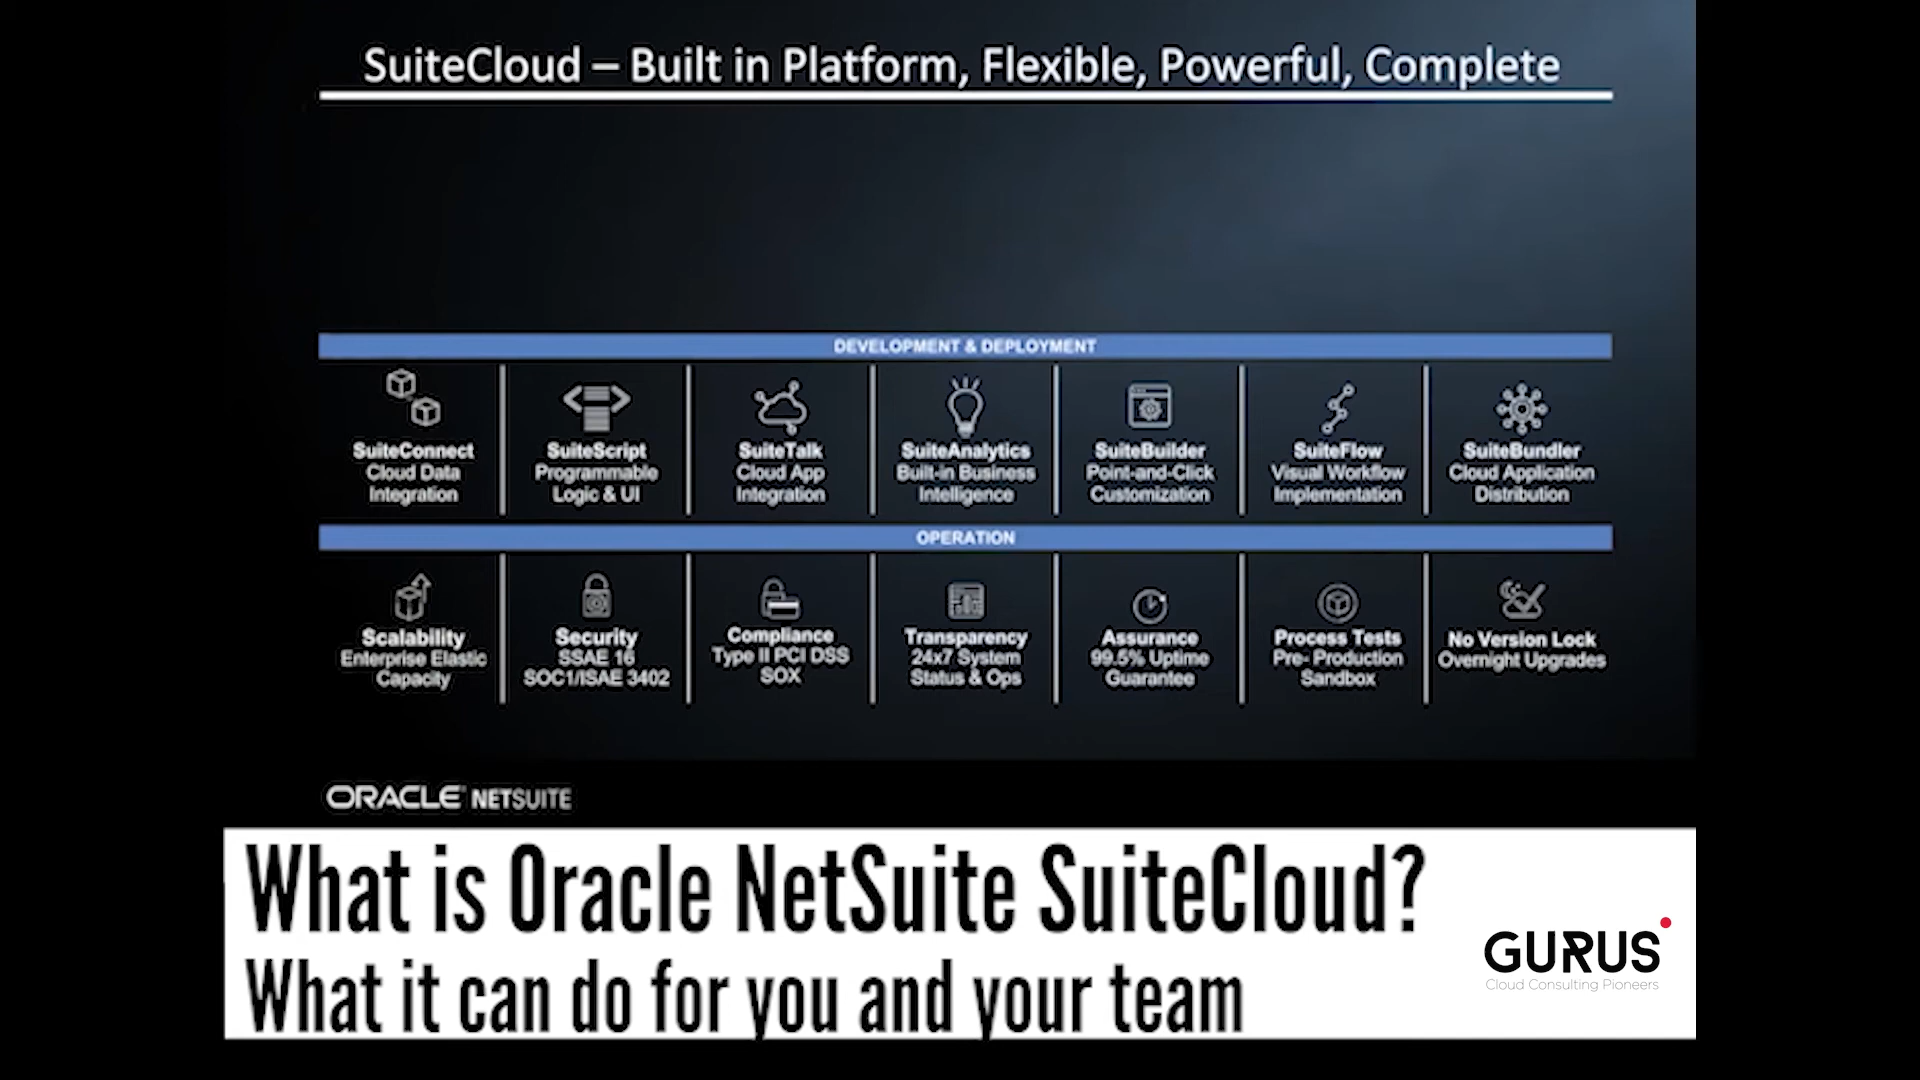 SuiteCloud – Built in Platform, Flexible, Powerful, Complete
DEVELOPMENT & DEPLOYMENT
SuiteConnect
Cloud Data
Integration
SuiteScript
Programmable
Logic & UI
SuiteTalk
Cloud App
Integration
SuiteAnalytics
Built-in Business
Intelligence
SuiteBuilder
Point-and-Click
Customization
SuiteFlow
Visual Workflow
Implementation
SuiteBundler
Cloud Application
Distribution
OPERATION
Scalability
Enterprise Elastic
Capacity
Security
SSAE 16
SOC1/ISAE 3402
Compliance
Type II PCI DSS
SOX
Transparency
24x7 System
Status & Ops
Assurance
99.5% Uptime
Guarantee
Process Tests
Pre- Production
Sandbox
No Version Lock
Overnight Upgrades
ORACLE NETSUITE
What is Oracle NetSuite SuiteCloud?
What it can do for you and your team
GURUS
Cloud Consulting Pioneers